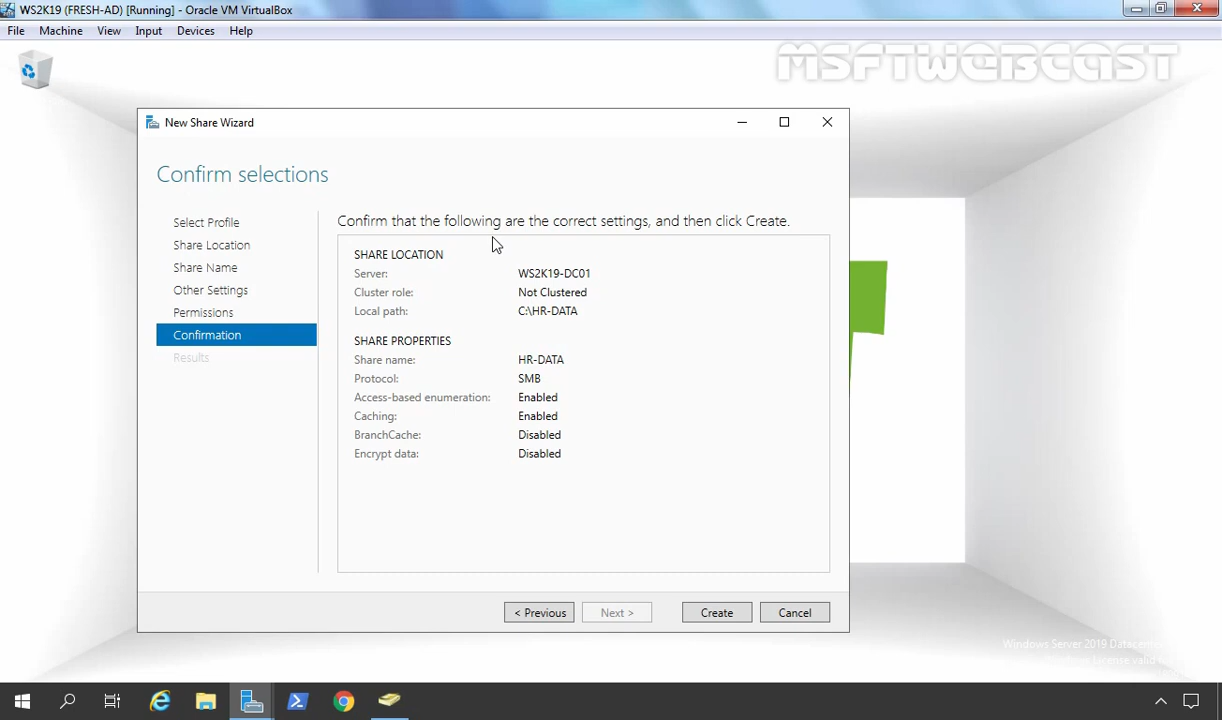 WS2K19 (FRESH-AD) [Running] - Oracle VM VirtualBox
File Machine View Input Devices Help
MSFTWEBCAST
New Share Wizard
Confirm selections
Select Profile
Share Location
Share Name
Other Settings
Permissions
Confirmation
Results
Confirm that the following are the correct settings, and then click Create.
SHARE LOCATION
Server: WS2K19-DC01
Cluster role: Not Clustered
Local path: C:\HR-DATA
SHARE PROPERTIES
Share name: HR-DATA
Protocol: SMB
Access-based enumeration: Enabled
Caching: Enabled
BranchCache: Disabled
Encrypt data: Disabled
< Previous Next > Create Cancel
Windows Server 2019
License valid